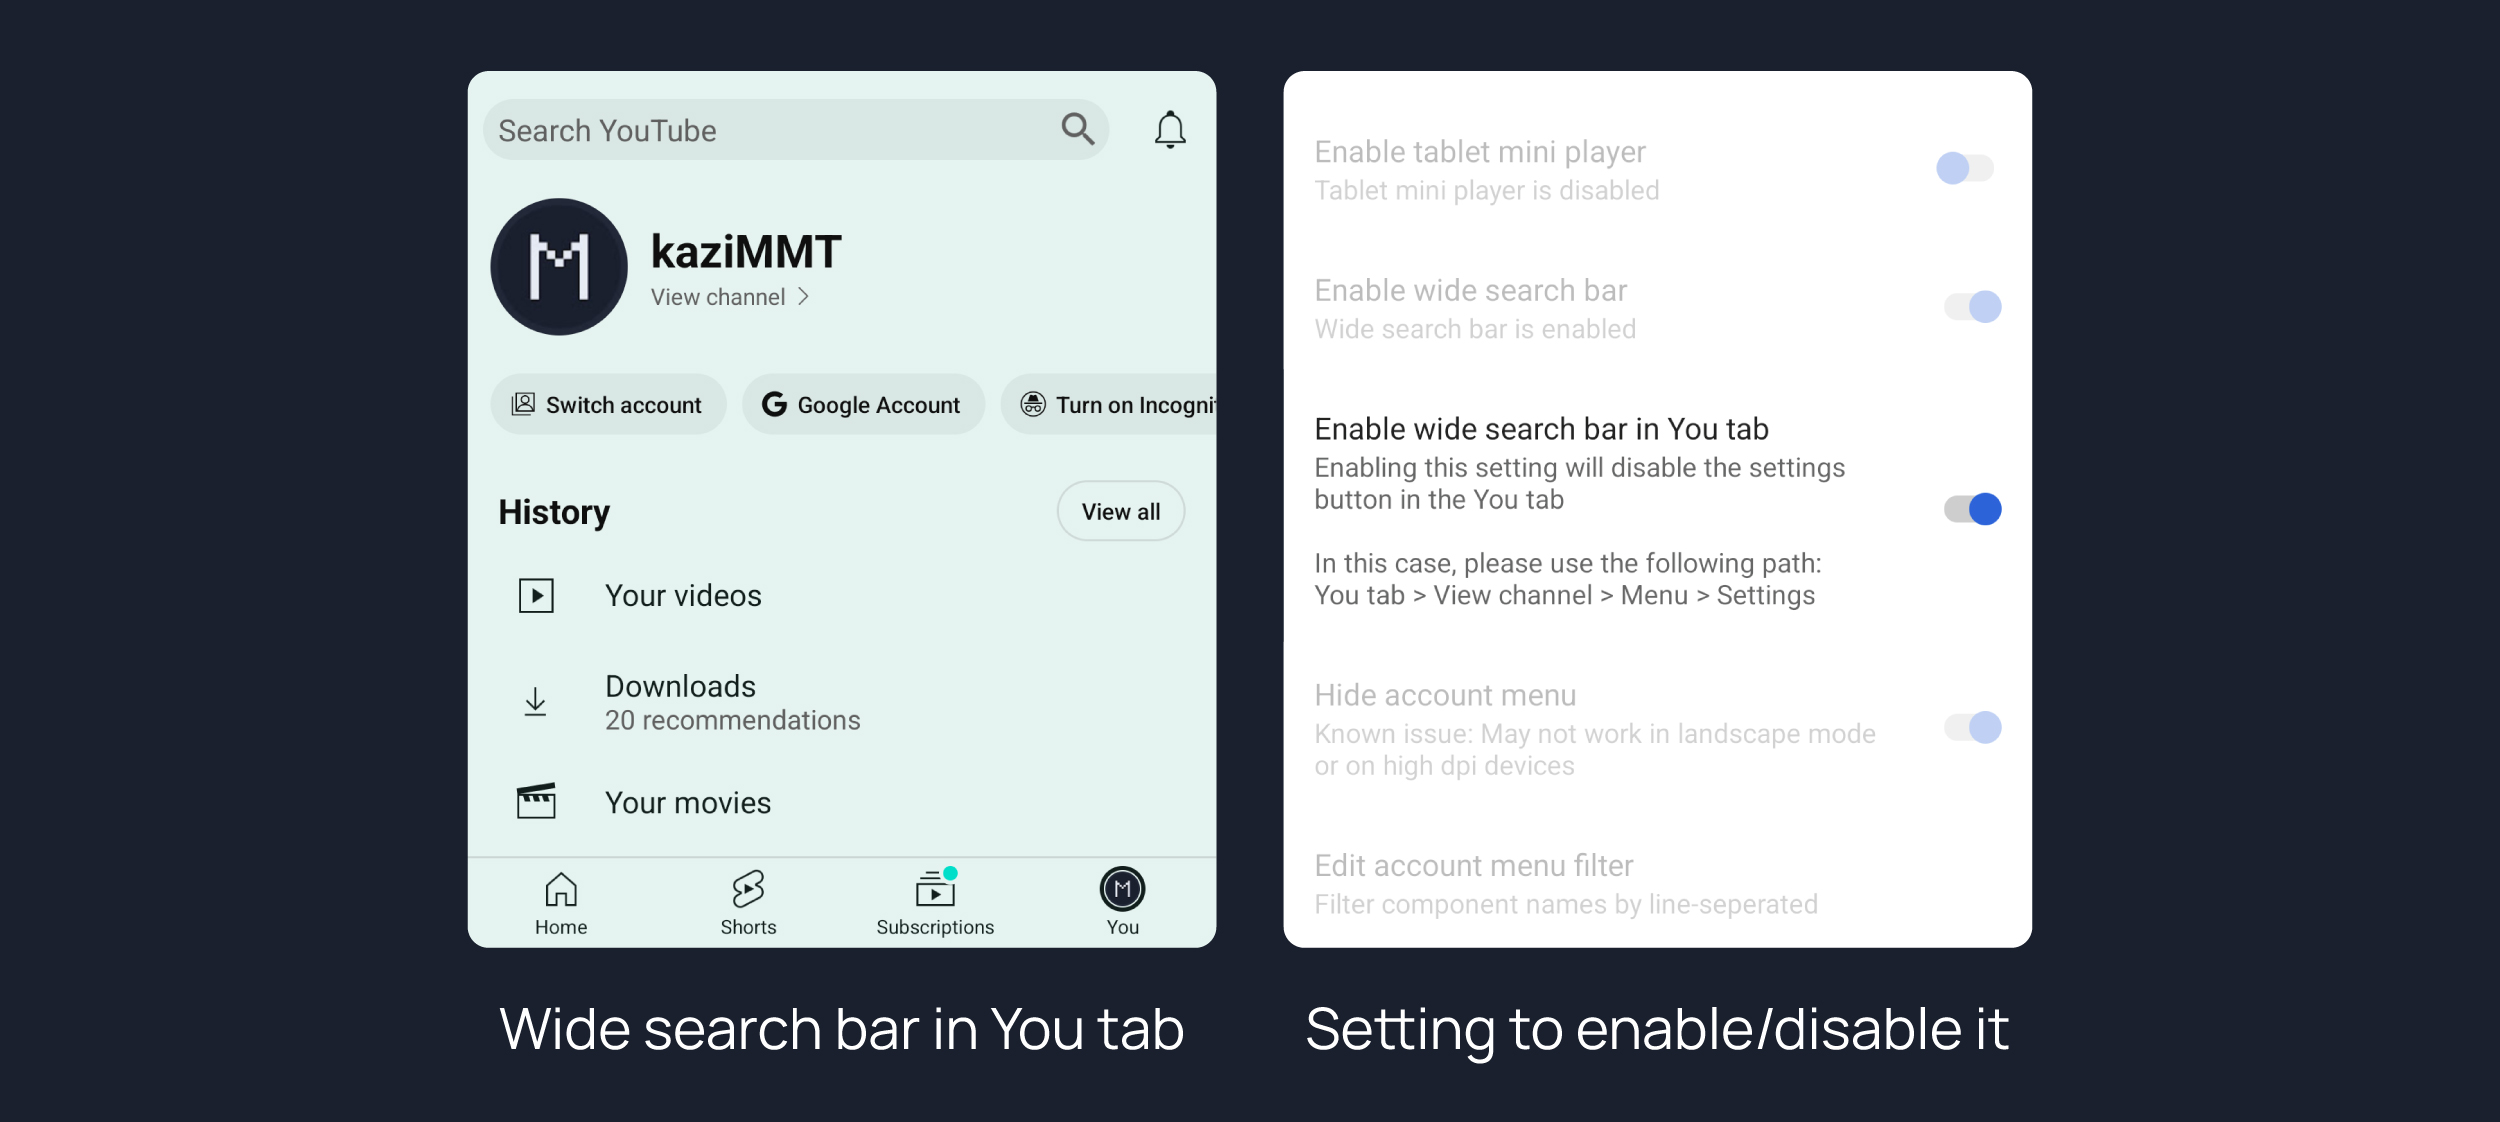 Search YouTube
kaziMMT
View channel
Switch account
Google Account
Turn on Incogni
History
View all
Your videos
Downloads
20 recommendations
Your movies
Home
Shorts
Subscriptions
You
Wide search bar in You tab
Enable tablet mini player
Tablet mini player is disabled
Enable wide search bar
Wide search bar is enabled
Enable wide search bar in You tab
Enabling this setting will disable the settings
button in the You tab
In this case, please use the following path:
You tab > View channel > Menu > Settings
Hide account menu
Known issue: May not work in landscape mode
or on high dpi devices
Edit account menu filter
Filter component names by line-seperated
Setting to enable/disable it